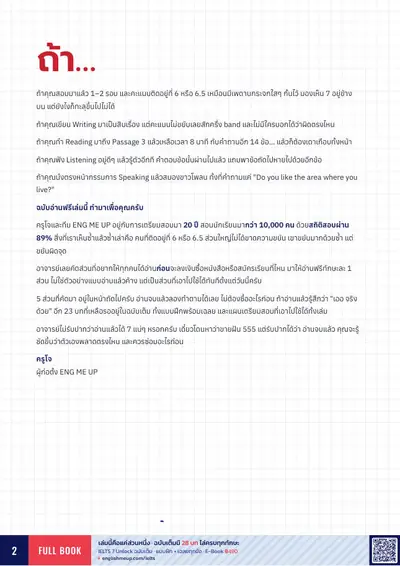 ถ้า...
ถ้าคุณสอบมาแล้ว 1–2 รอบ และคะแนนติดอยู่ที่ 6 หรือ 6.5 เหมือนมีเพดานกระจกใสๆ กั้นไว้ มองเห็น 7 อยู่ข้าง
บน แต่ยังไงก็ทะลุขึ้นไปไม่ได้
ถ้าคุณเขียน Writing มาเป็นสิบเรื่อง แต่คะแนนไม่ขยับเลยสักครึ่ง band และไม่มีใครบอกได้ว่าผิดตรงไหน
ถ้าคุณทำ Reading มาถึง Passage 3 แล้วเหลือเวลา 8 นาที กับคำถามอีก 14 ข้อ... แล้วก็ต้องเดาเกือบทั้งหน้า
ถ้าคุณฟัง Listening อยู่ดีๆ แล้วรู้ตัวอีกที คำตอบข้อนั้นผ่านไปแล้ว แถมพาข้อถัดไปหายไปด้วยอีกข้อ
ถ้าคุณนั่งตรงหน้ากรรมการ Speaking แล้วสมองขาวโพลน ทั้งที่คำถามแค่ "Do you like the area where you
live?"
ฉบับอ่านฟรีเล่มนี้ ทำมาเพื่อคุณครับ
ครูโจและทีม ENG ME UP อยู่กับการเตรียมสอบมา 20 ปี สอนนักเรียนมากว่า 10,000 คน ด้วยสถิติสอบผ่าน
89% สิ่งที่เราเห็นซ้ำแล้วซ้ำเล่าคือ คนที่ติดอยู่ที่ 6 หรือ 6.5 ส่วนใหญ่ไม่ได้ขาดความขยัน เขาขยันมากด้วยซ้ำ แต่
ขยันผิดจุด
อาจารย์เลยคัดส่วนที่อยากให้ทุกคนได้อ่านก่อนจะลงเงินซื้อหนังสือหรือสมัครเรียนที่ไหน มาให้อ่านฟรีทักษะละ 1
ส่วน ไม่ใช่ตัวอย่างแบบอ่านแล้วค้าง แต่เป็นส่วนที่เอาไปใช้ได้ทันทีตั้งแต่วันนี้ครับ
5 ส่วนที่คัดมา อยู่ในหน้าถัดไปครับ อ่านจบแล้วลองทำตามได้เลย ไม่ต้องซื้ออะไรก่อน ถ้าอ่านแล้วรู้สึกว่า "เออ จริง
ด้วย" อีก 23 บทที่เหลือรออยู่ในฉบับเต็ม ทั้งแบบฝึกพร้อมเฉลย และแผนเตรียมสอบที่เอาไปใช้ได้ทั้งเล่ม
อาจารย์ไม่รับปากว่าอ่านแล้วได้ 7 แน่ๆ หรอกครับ เดี๋ยวโดนหาว่าขายฝัน 555 แต่รับปากได้ว่า อ่านจบแล้ว คุณจะรู้
ชัดขึ้นว่าตัวเองพลาดตรงไหน และควรซ่อมอะไรก่อน
ครูโจ
ผู้ก่อตั้ง ENG ME UP
2 FULL BOOK
เล่มนี้คือแค่ส่วนหนึ่ง · ฉบับเต็มมี 28 บท ไล่ครบทุกทักษะ
IELTS 7 Unlock ฉบับเต็ม · แบบฝึก + เฉลยทุกข้อ · E-Book ฿490
englishmeup.com/ielts